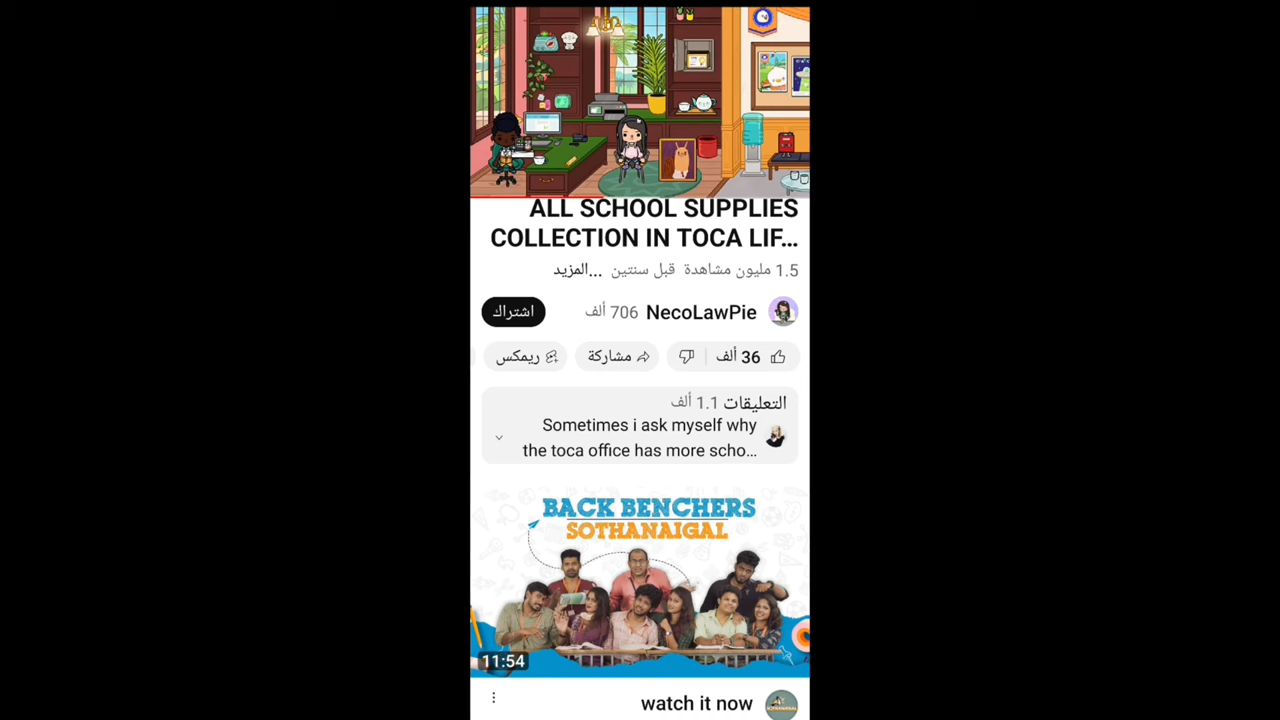 ALL SCHOOL SUPPLIES
COLLECTION IN TOCA LIF...
1.5 مليون مشاهدة قبل سنتين ...المزيد
NecoLawPie 706 ألف
اشتراك
36 ألف
مشاركة
ريمكس
التعليقات 1.1 ألف
Sometimes i ask myself why
the toca office has more scho...
BACK BENCHERS
SOTHANAIGAL
11:54
watch it now